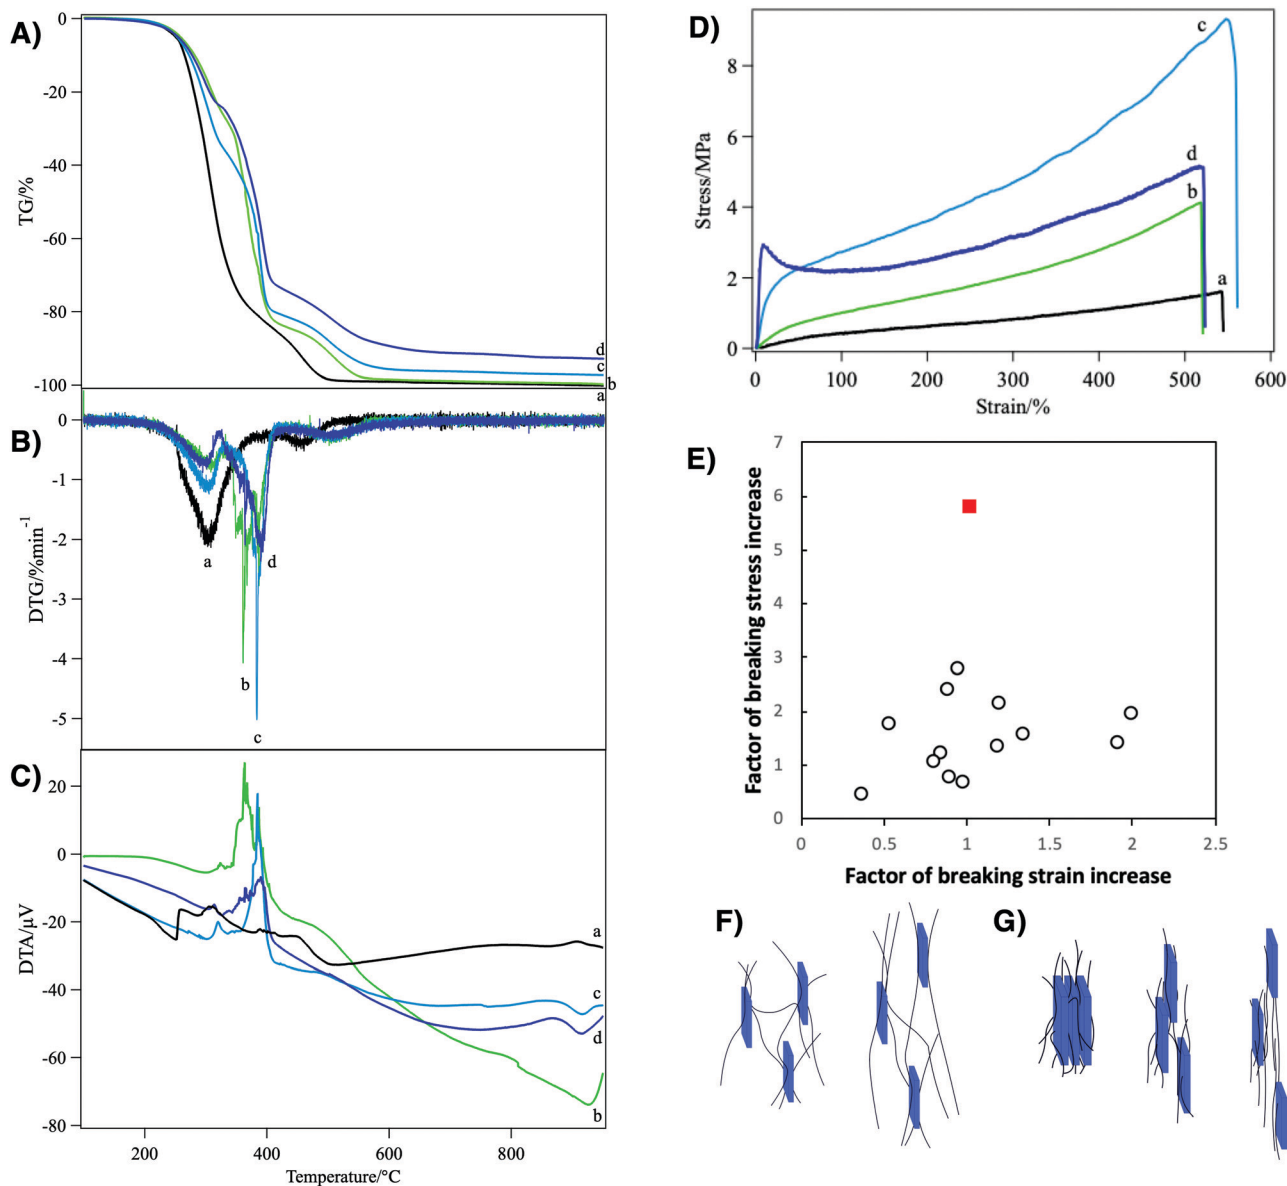 A)
0
-20
-40
-60
-80
-100
TG/%
d
c
b
a
B)
0
-1
-2
-3
-4
-5
DTG/%min-1
a
d
b
c
C)
20
0
-20
-40
-60
-80
DTA/µV
a
c
d
b
200 400 600 800
Temperature/°C
D)
8
6
4
2
0
Stress/MPa
c
d
b
a
0 100 200 300 400 500 600
Strain/%
E)
7
6
5
4
3
2
1
0
Factor of breaking stress increase
0 0.5 1 1.5 2 2.5
Factor of breaking strain increase
F)
G)